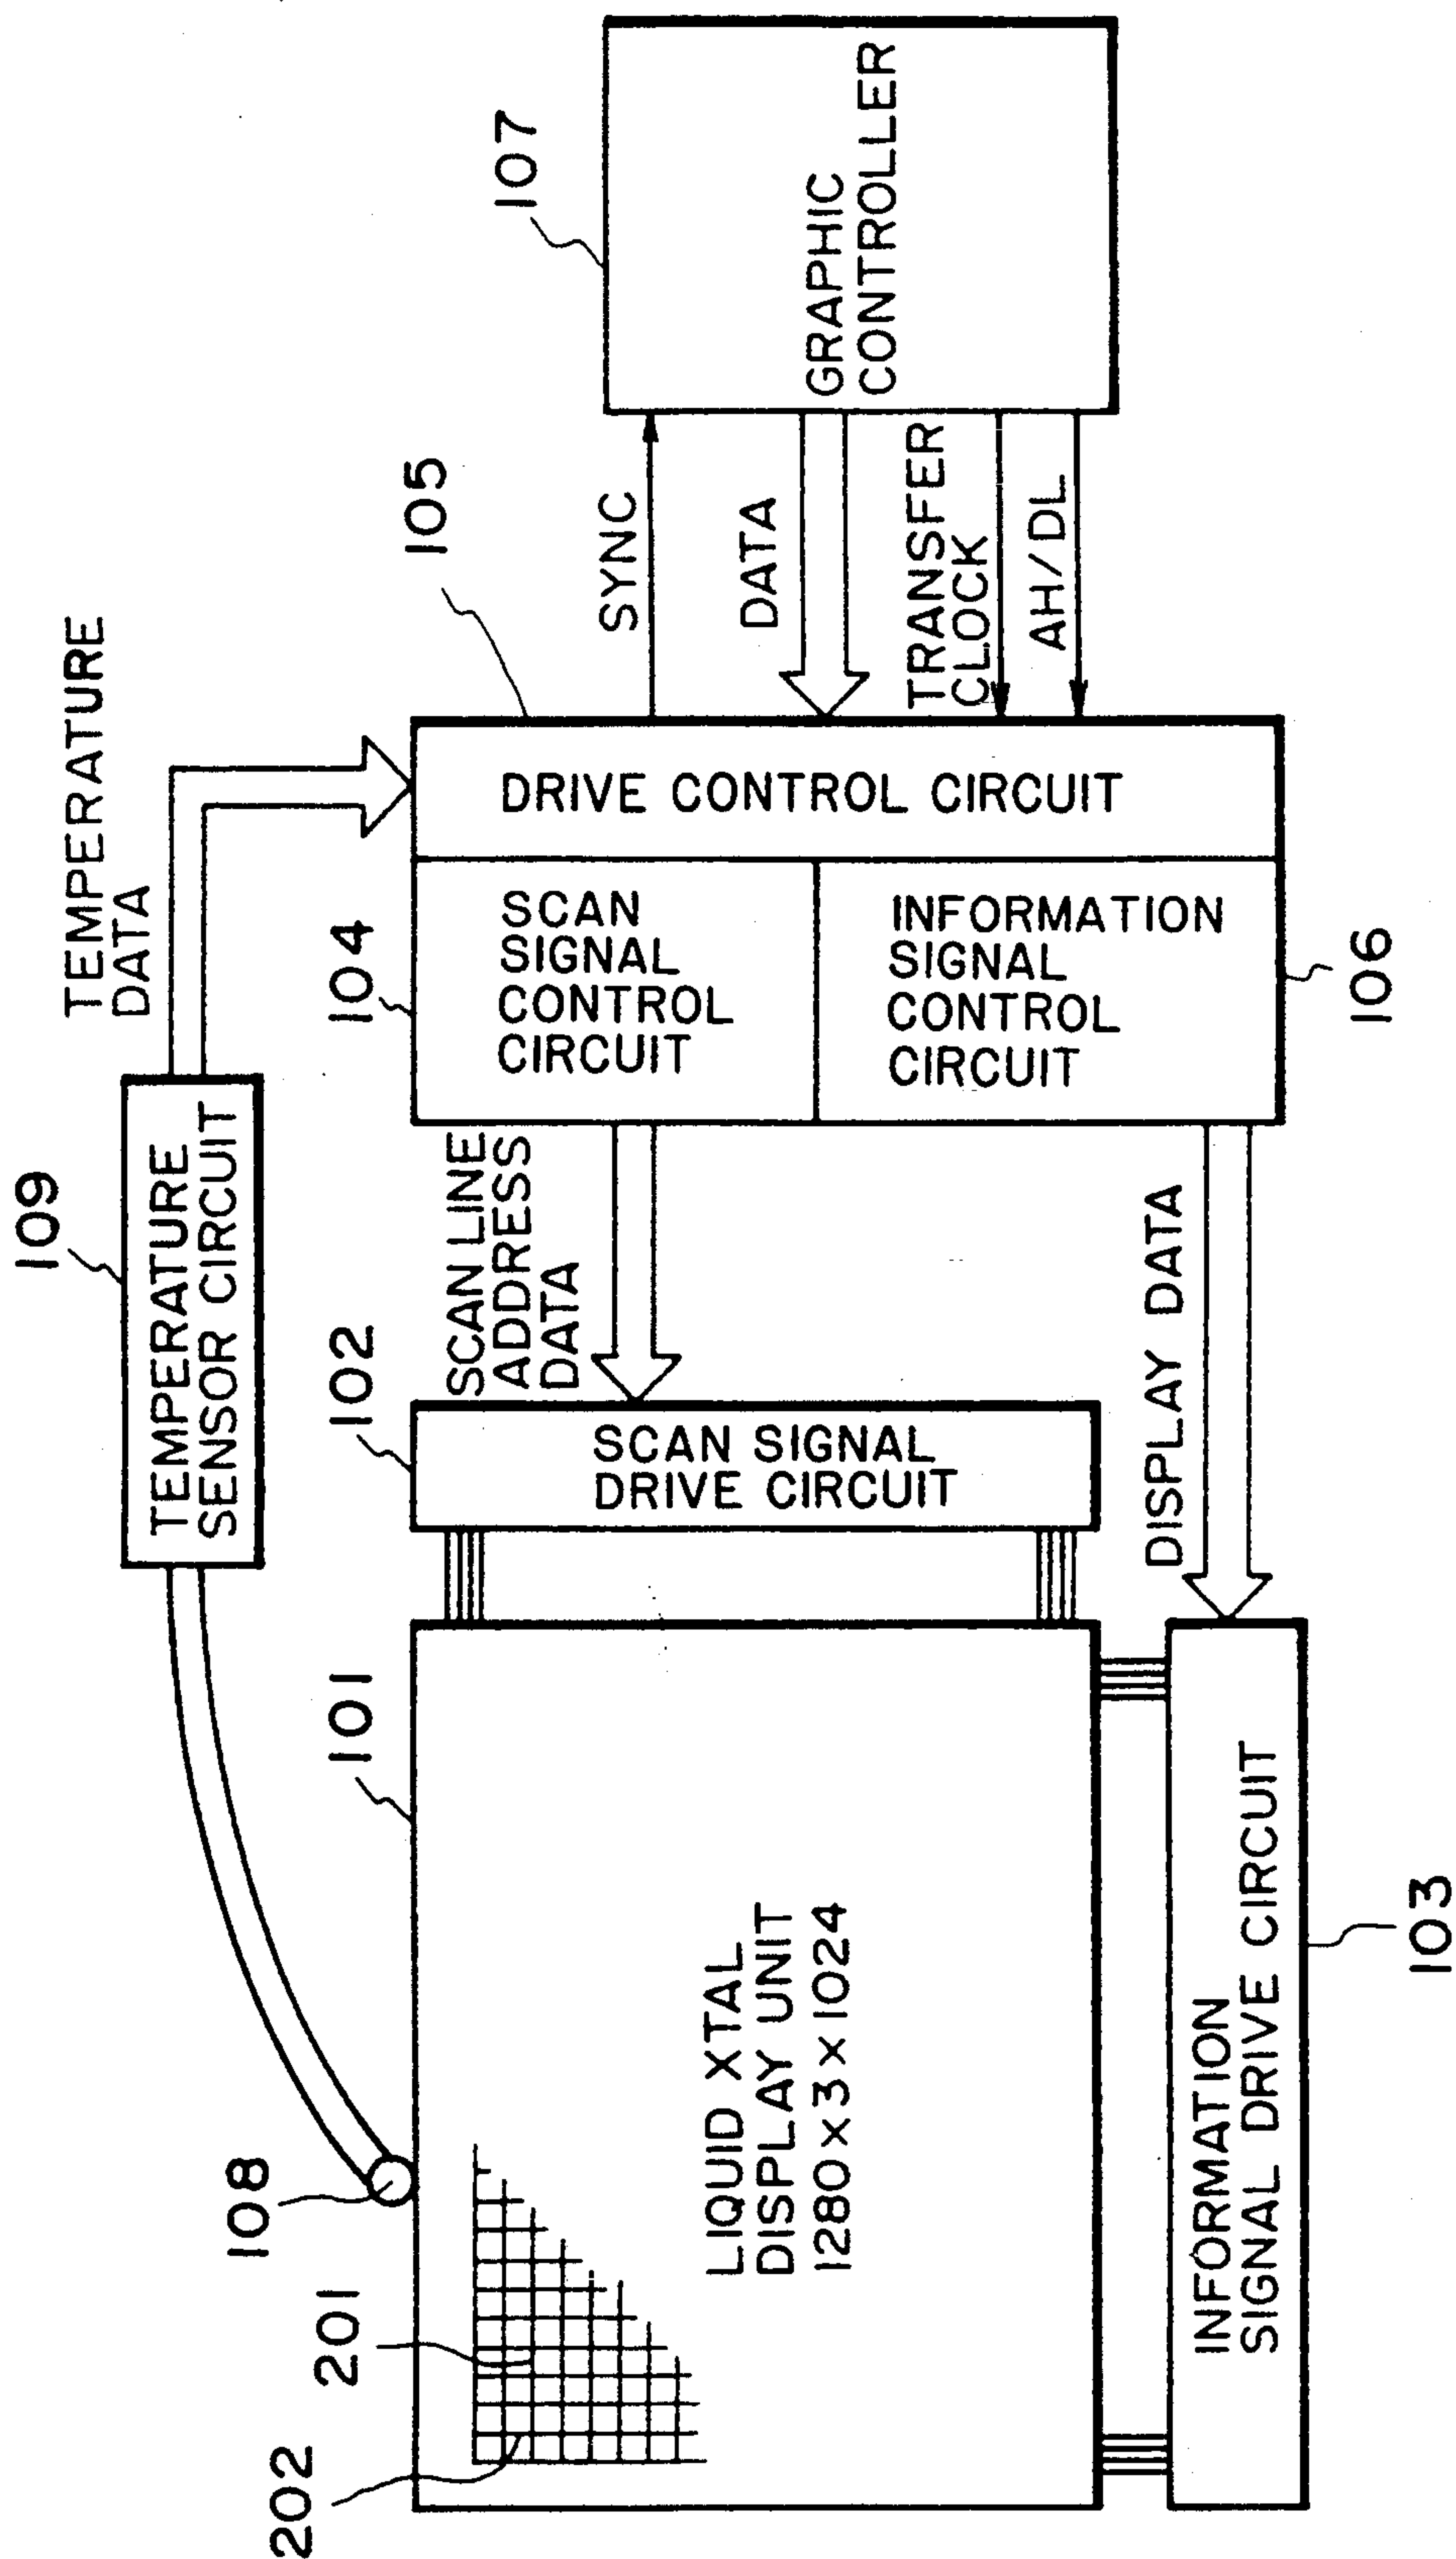 109
TEMPERATURE
SENSOR CIRCUIT
TEMPERATURE
DATA
108
101
102
SCAN LINE
ADDRESS
DATA
104
105
107
202
201
LIQUID XTAL
DISPLAY UNIT
1280×3×1024
SCAN SIGNAL
DRIVE CIRCUIT
SCAN
SIGNAL
CONTROL
CIRCUIT
DRIVE CONTROL CIRCUIT
SYNC
DATA
TRANSFER
CLOCK
AH/DL
GRAPHIC
CONTROLLER
INFORMATION
SIGNAL
CONTROL
CIRCUIT
106
DISPLAY DATA
INFORMATION
SIGNAL DRIVE CIRCUIT
103